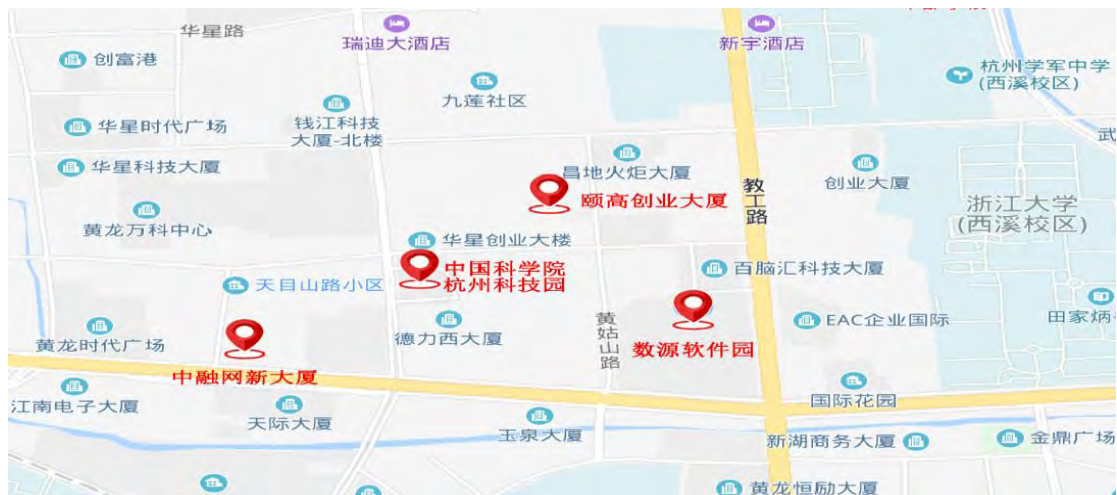 华星路
瑞迪大酒店
新宇酒店
创富港
杭州学军中学
(西溪校区)
九莲社区
华星时代广场
钱江科技
大厦-北楼
武
华星科技大厦
昌地火炬大厦
创业大厦
颐高创业大厦
教工路
浙江大学
(西溪校区)
黄龙万科中心
华星创业大楼
中国科学院
杭州科技园
百脑汇科技大厦
天目山路小区
田家炳
EAC企业国际
黄姑山路
黄龙时代广场
德力西大厦
数源软件园
中融网新大厦
国际花园
江南电子大厦
天际大厦
玉泉大厦
新湖商务大厦
金鼎广场
黄龙恒励大厦